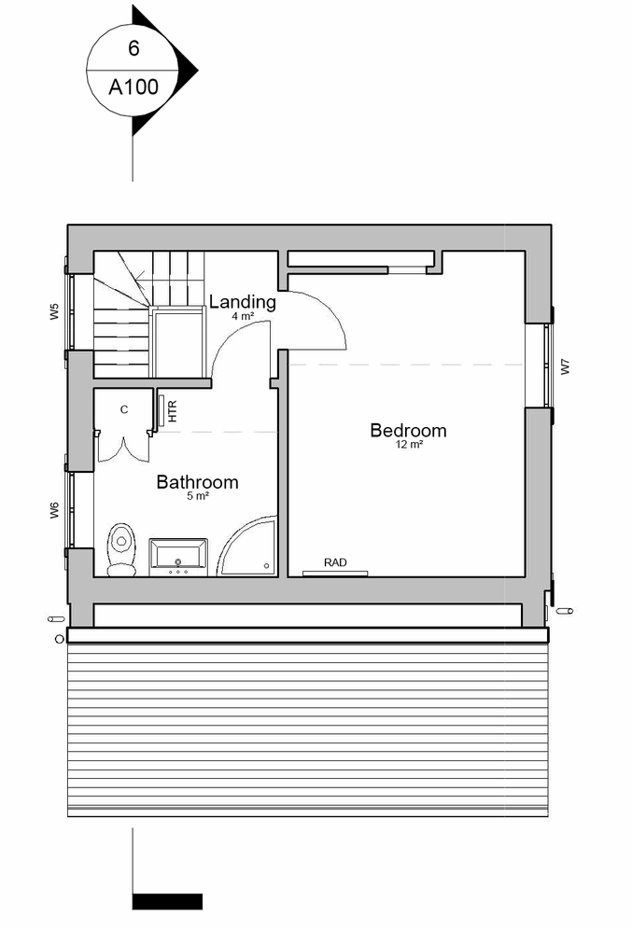 6
A100
Landing
4 m²
W5
W7
C
HTR
Bedroom
12 m²
Bathroom
5 m²
W6
RAD